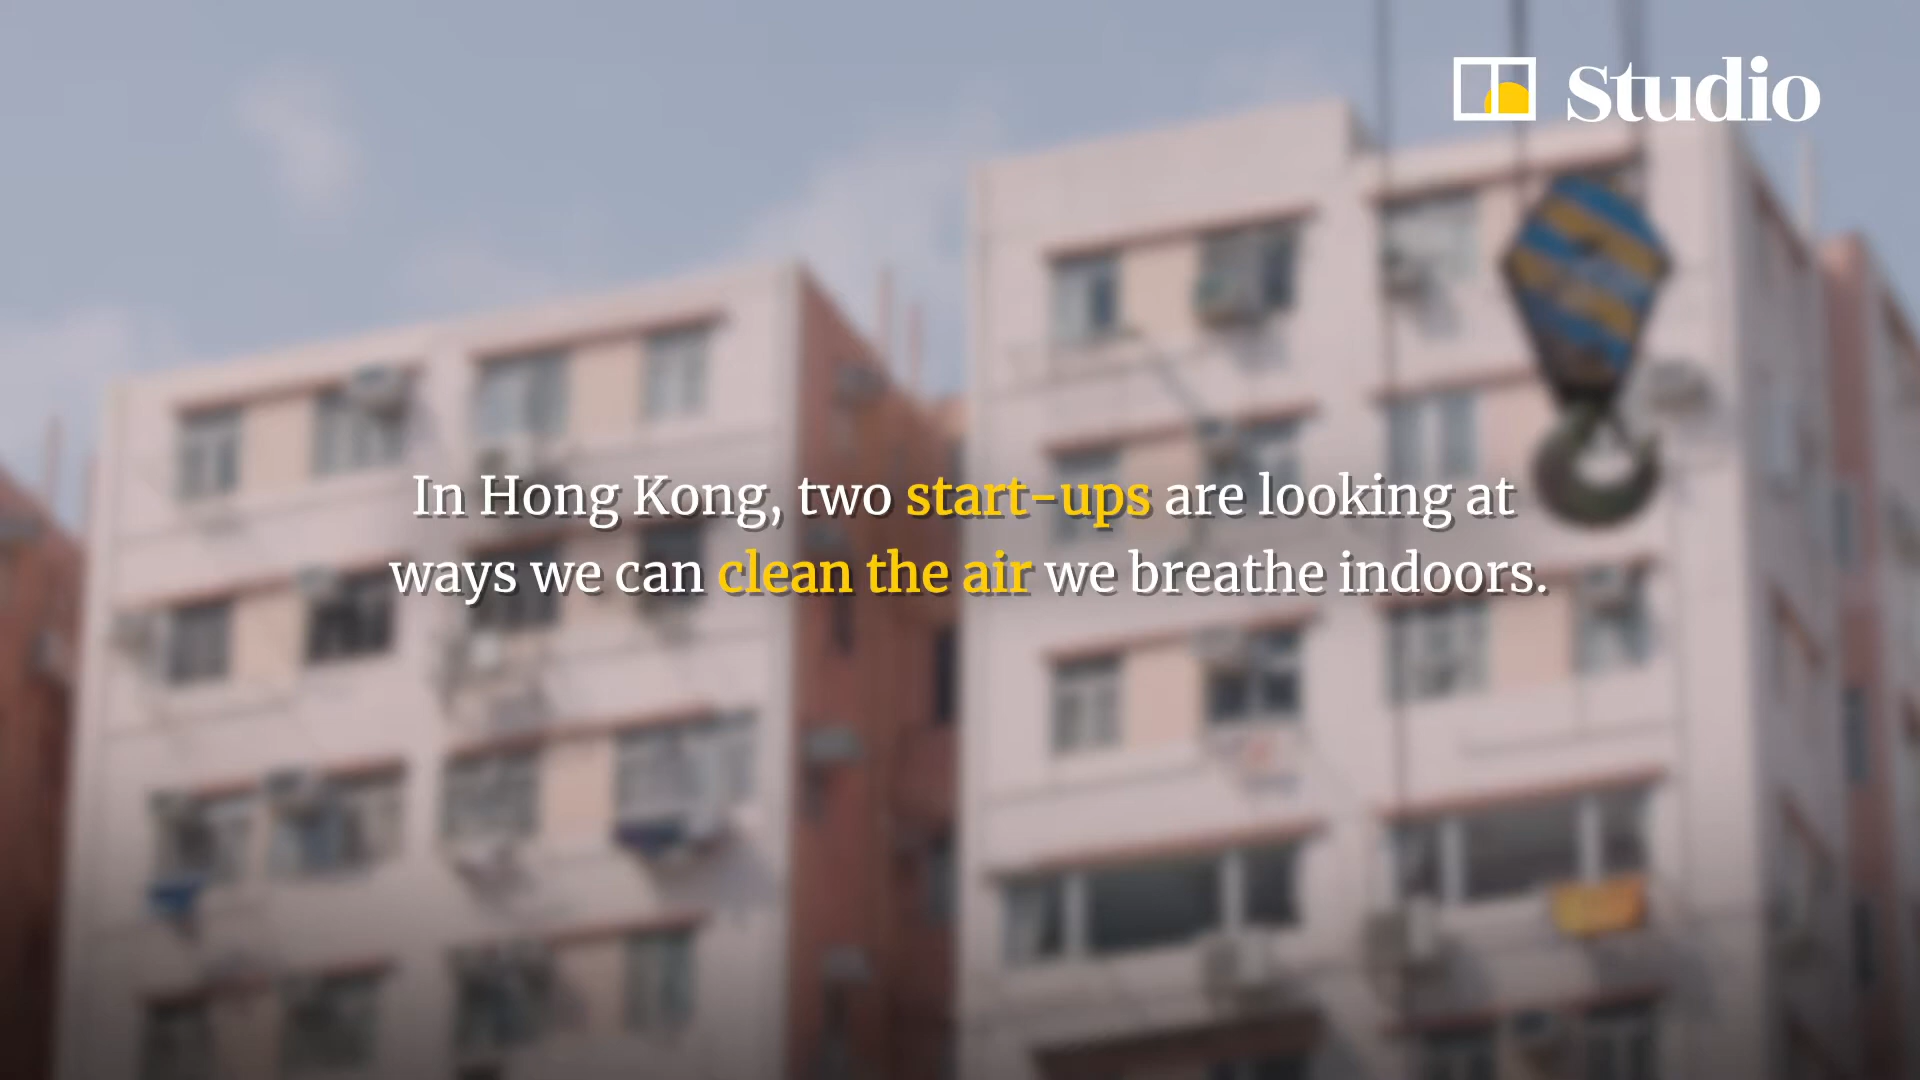 Studio
In Hong Kong, two start-ups are looking at
ways we can clean the air we breathe indoors.